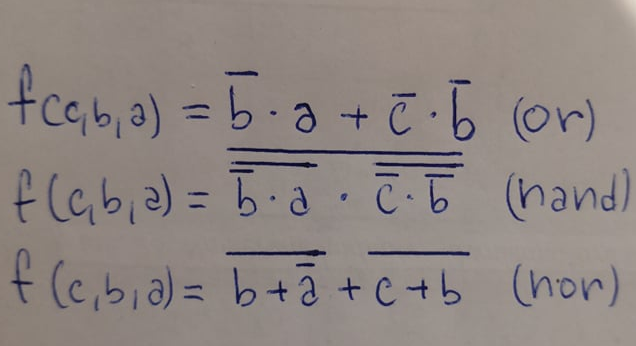 $f(c,b,a) = \overline{b} \cdot a + \overline{c} \cdot \overline{b}$ (or)
$f(c,b,a) = \overline{\overline{\overline{b} \cdot a} \cdot \overline{\overline{c} \cdot \overline{b}}}$ (nand)
$f(c,b,a) = \overline{b + \overline{a}} + \overline{c + b}$ (nor)